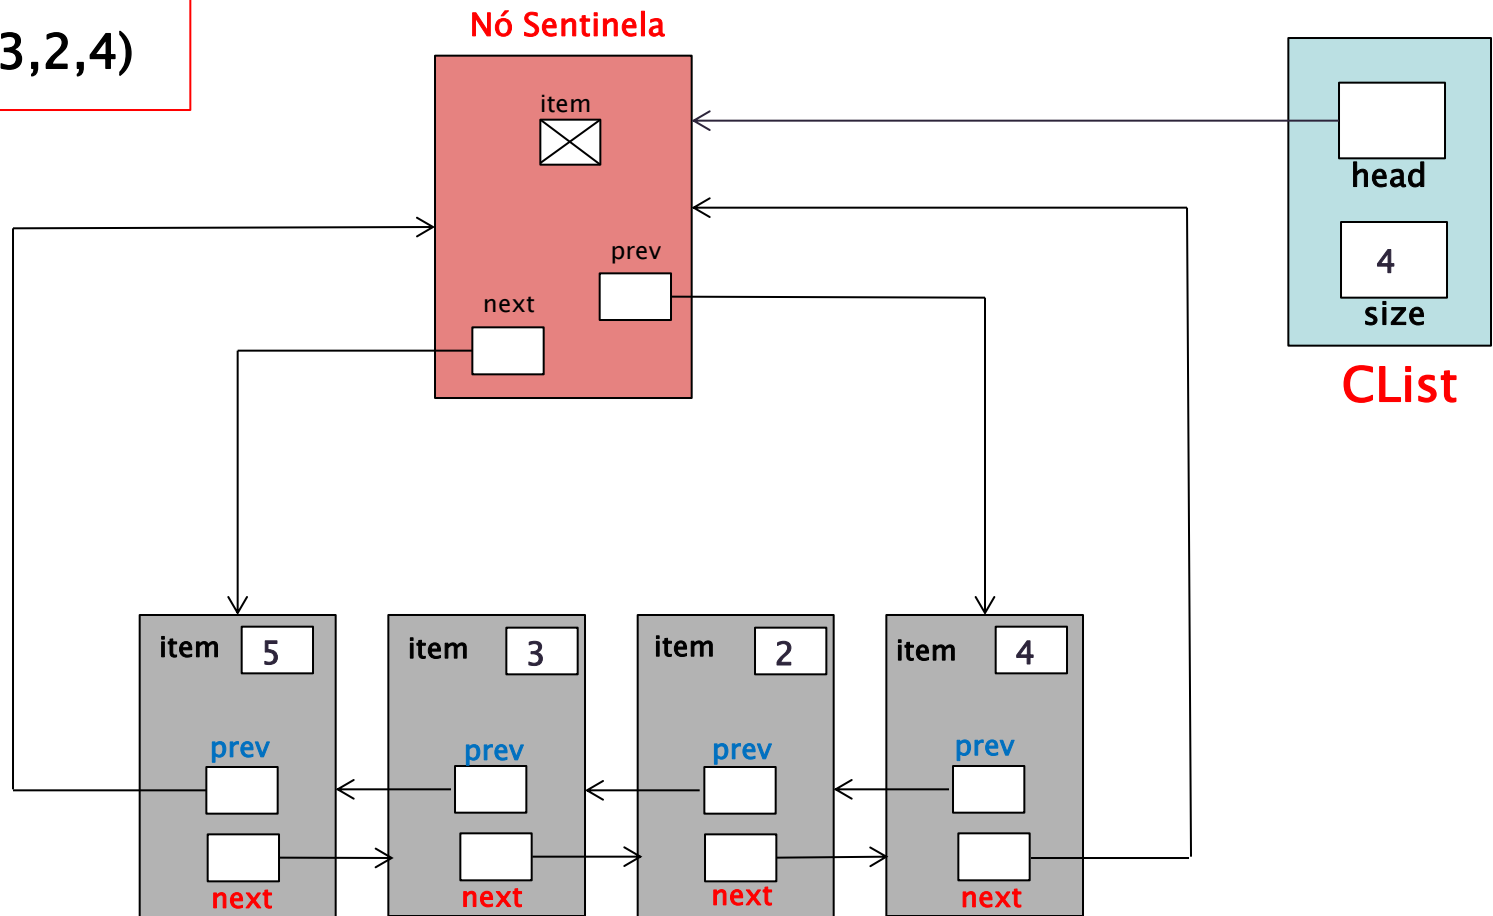 Nó Sentinela
3,2,4)
item
head
prev
4
next
size
CList
item 5
item 3
item 2
item 4
prev
prev
prev
prev
next
next
next
next